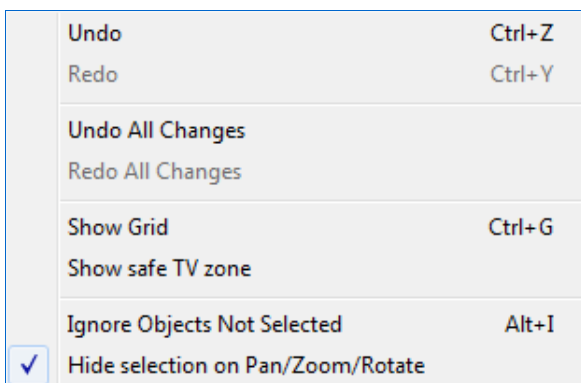 Undo Ctrl+Z
Redo Ctrl+Y
Undo All Changes
Redo All Changes
Show Grid Ctrl+G
Show safe TV zone
Ignore Objects Not Selected Alt+I
Hide selection on Pan/Zoom/Rotate